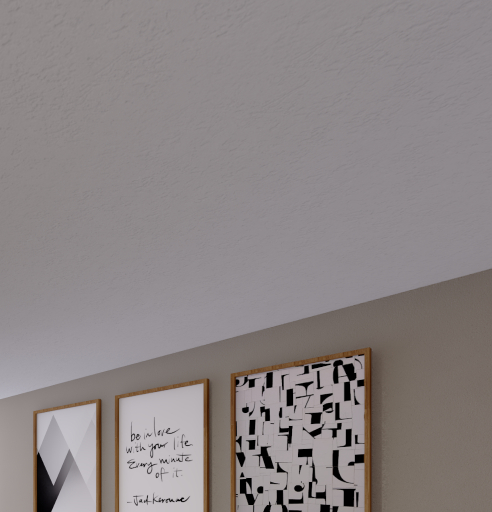 be in love
with your life
Every minute
of it.
- Jack Kerouac